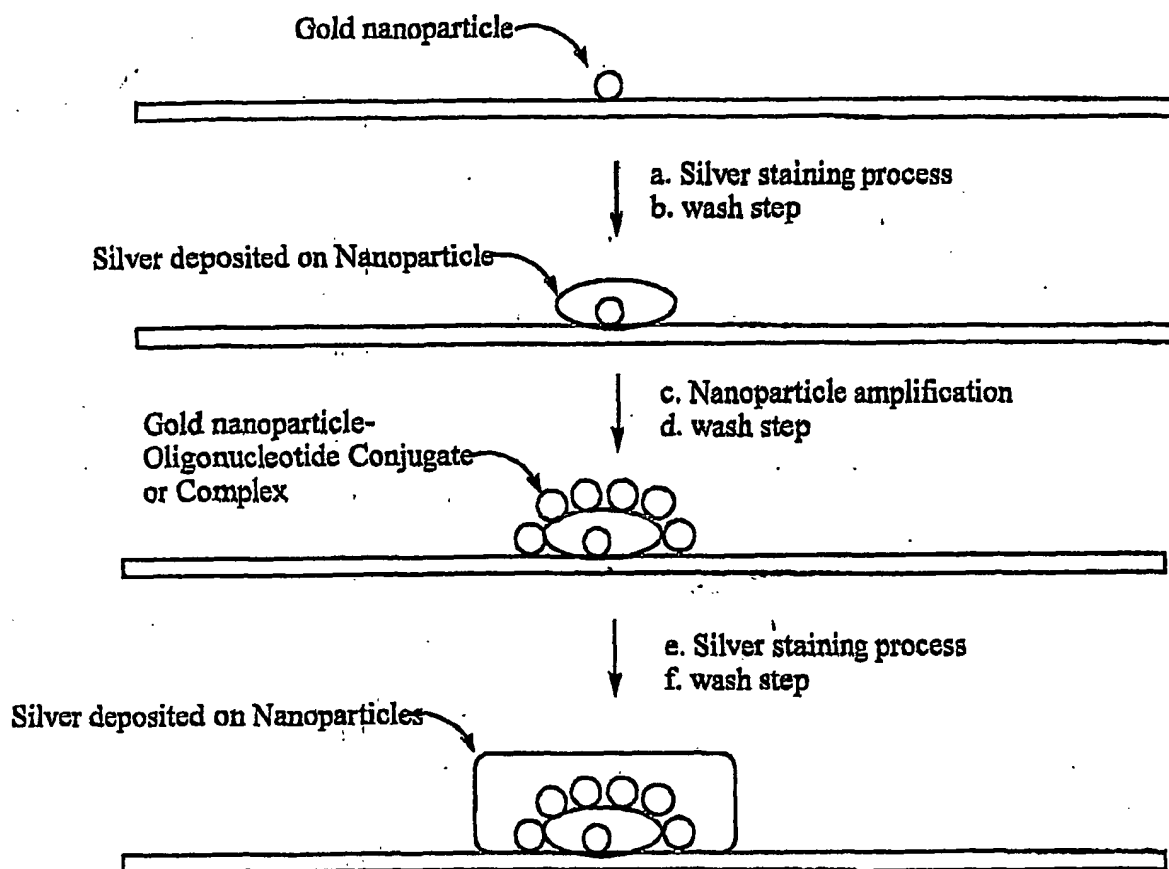 Gold nanoparticle
a. Silver staining process
b. wash step
Silver deposited on Nanoparticle
c. Nanoparticle amplification
d. wash step
Gold nanoparticle-
Oligonucleotide Conjugate
or Complex
e. Silver staining process
f. wash step
Silver deposited on Nanoparticles